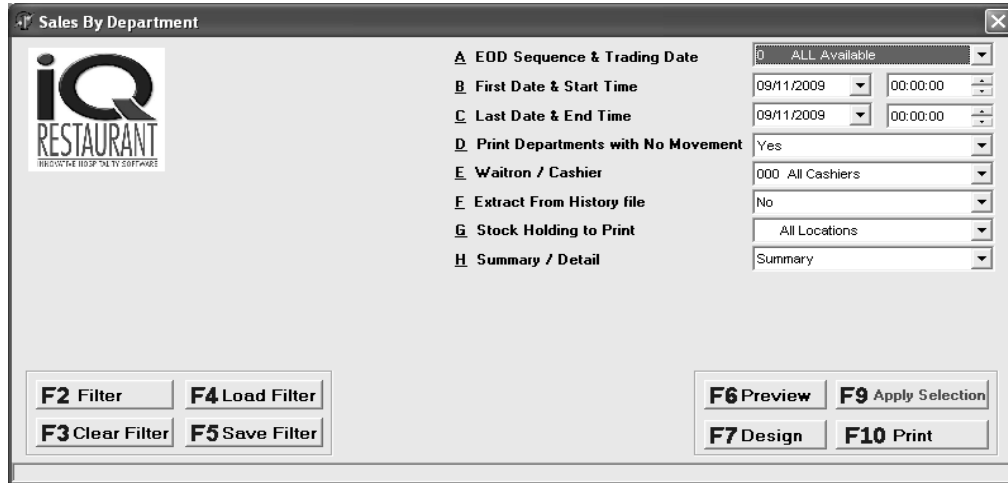 Sales By Department
iQ
RESTAURANT
INNOVATIVE HOSPITALITY SOFTWARE
A EOD Sequence & Trading Date 0 ALL Available
B First Date & Start Time 09/11/2009 00:00:00
C Last Date & End Time 09/11/2009 00:00:00
D Print Departments with No Movement Yes
E Waitron / Cashier 000 All Cashiers
F Extract From History file No
G Stock Holding to Print All Locations
H Summary / Detail Summary
F2 Filter F4 Load Filter F6 Preview F9 Apply Selection
F3 Clear Filter F5 Save Filter F7 Design F10 Print